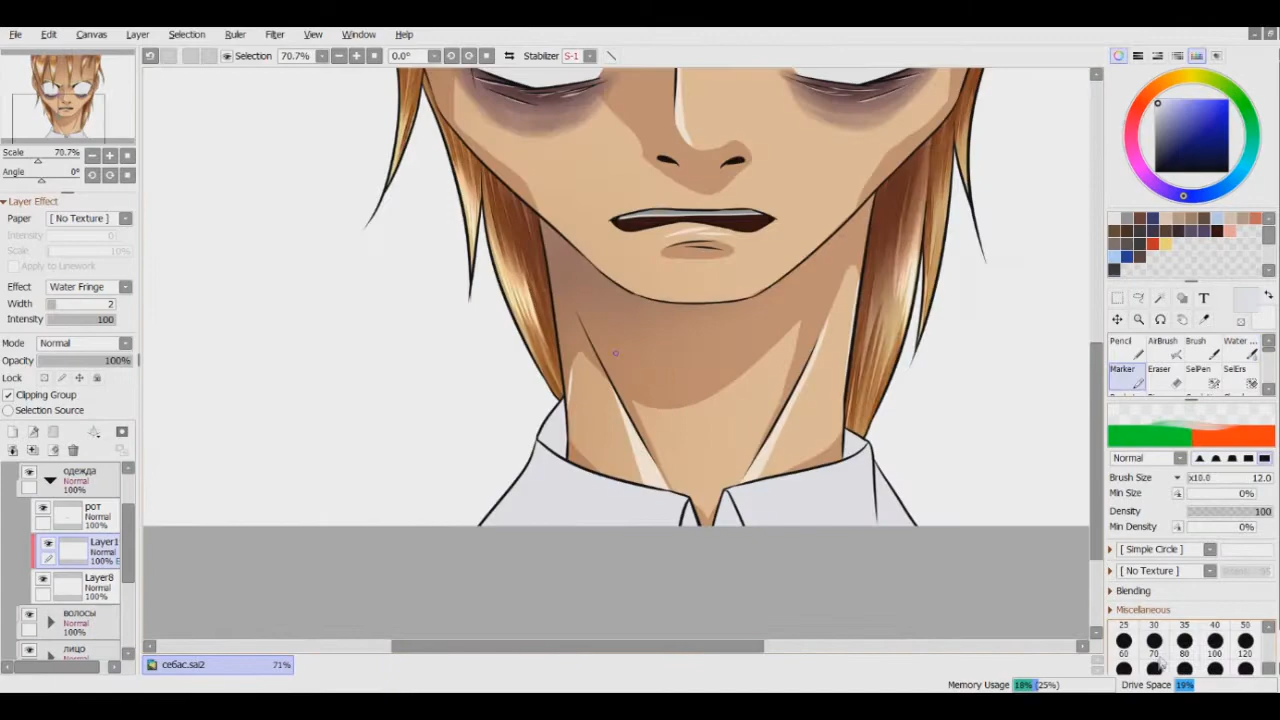 File Edit Canvas Layer Selection Ruler Filter View Window Help
Selection 70.7% 0.0° Stabilizer S-1
Scale 70.7%
Angle 0°
Layer Effect
Paper [ No Texture ]
Intensity 0
Scale 10%
Apply to Linework
Effect Water Fringe
Width 2
Intensity 100
Mode Normal
Opacity 100%
Lock
Clipping Group
Selection Source
одежда
Normal
100%
рот
Normal
100%
Layer1
Normal
100%
Layer8
Normal
100%
волосы
Normal
100%
лицо
T
Pencil AirBrush Brush Water ...
Marker Eraser SelPen SelErs
Normal
Brush Size x10.0 12.0
Min Size 0%
Density 100
Min Density 0%
[ Simple Circle ]
[ No Texture ]
Blending
Miscellaneous
25 30 35 40 50
60 70 80 100 120
себас.sai2 71%
Memory Usage 18% (25%) Drive Space 19%